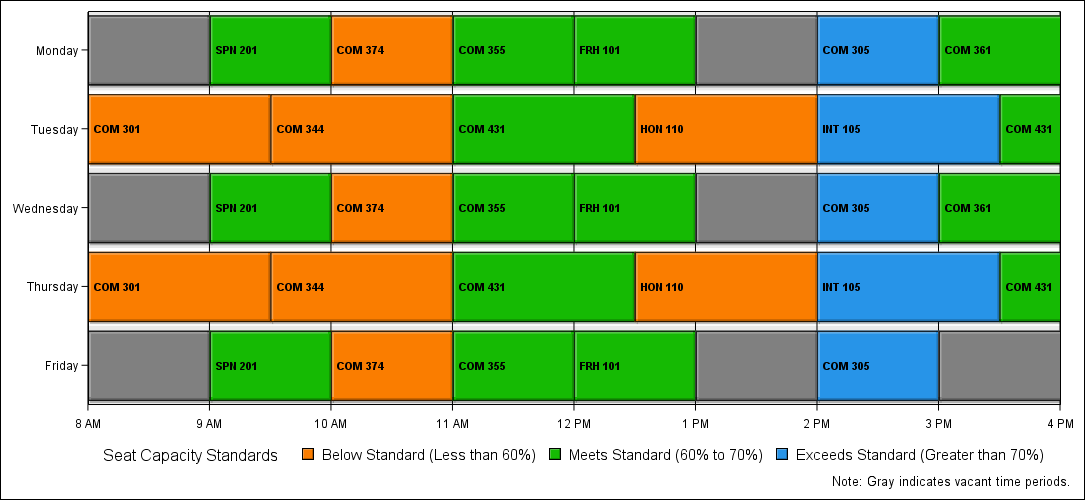 Monday
SPN 201
COM 374
COM 355
FRH 101
COM 305
COM 361
Tuesday
COM 301
COM 344
COM 431
HON 110
INT 105
COM 431
Wednesday
SPN 201
COM 374
COM 355
FRH 101
COM 305
COM 361
Thursday
COM 301
COM 344
COM 431
HON 110
INT 105
COM 431
Friday
SPN 201
COM 374
COM 355
FRH 101
COM 305
8 AM 9 AM 10 AM 11 AM 12 PM 1 PM 2 PM 3 PM 4 PM
Seat Capacity Standards Below Standard (Less than 60%) Meets Standard (60% to 70%) Exceeds Standard (Greater than 70%)
Note: Gray indicates vacant time periods.